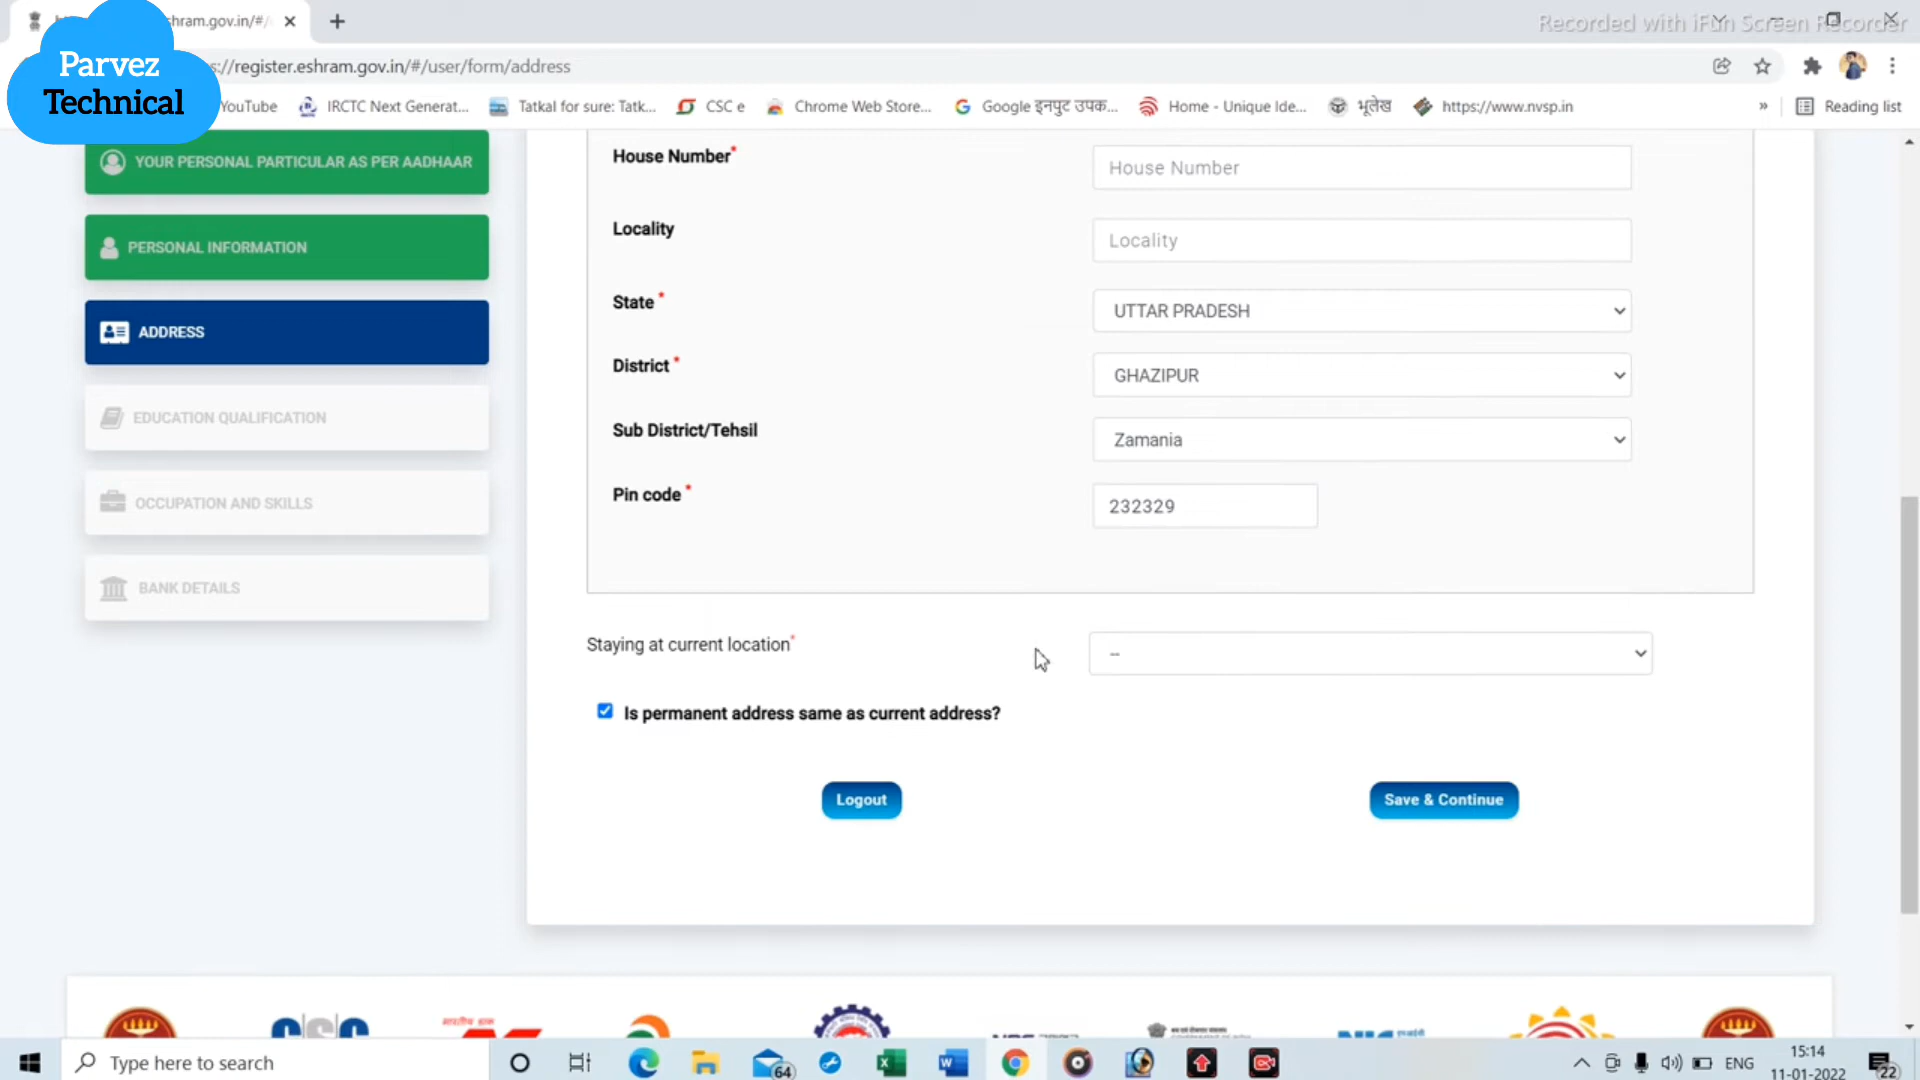 hram.gov.in/#/
Recorded with iFun Screen Recorder
Parvez
Technical
s://register.eshram.gov.in/#/user/form/address
YouTube
IRCTC Next Generat...
Tatkal for sure: Tatk...
CSC e
Chrome Web Store...
Google इनपुट उपक...
Home - Unique Ide...
भूलेख
https://www.nvsp.in
»
Reading list
YOUR PERSONAL PARTICULAR AS PER AADHAAR
PERSONAL INFORMATION
ADDRESS
EDUCATION QUALIFICATION
OCCUPATION AND SKILLS
BANK DETAILS
House Number*
House Number
Locality
Locality
State *
UTTAR PRADESH
District *
GHAZIPUR
Sub District/Tehsil
Zamania
Pin code *
232329
Staying at current location*
--
Is permanent address same as current address?
Logout
Save & Continue
CSC
Type here to search
64
ENG
15:14
11-01-2022
22